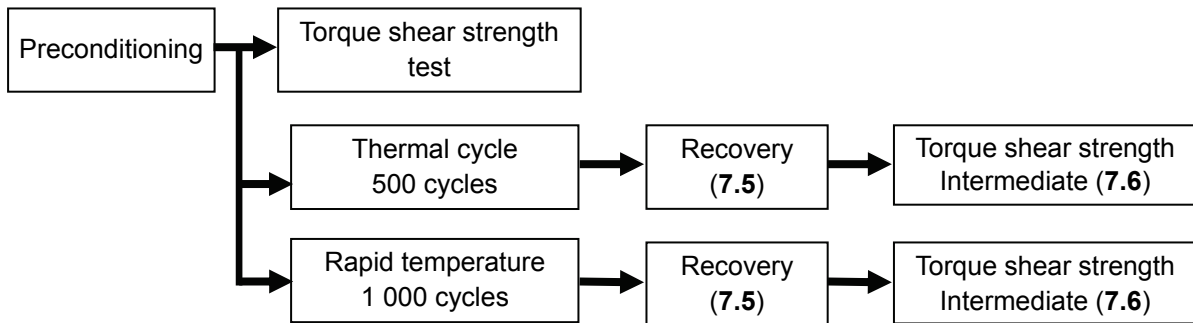 Preconditioning
Torque shear strength
test
Thermal cycle
500 cycles
Recovery
(7.5)
Torque shear strength
Intermediate (7.6)
Rapid temperature
1 000 cycles
Recovery
(7.5)
Torque shear strength
Intermediate (7.6)